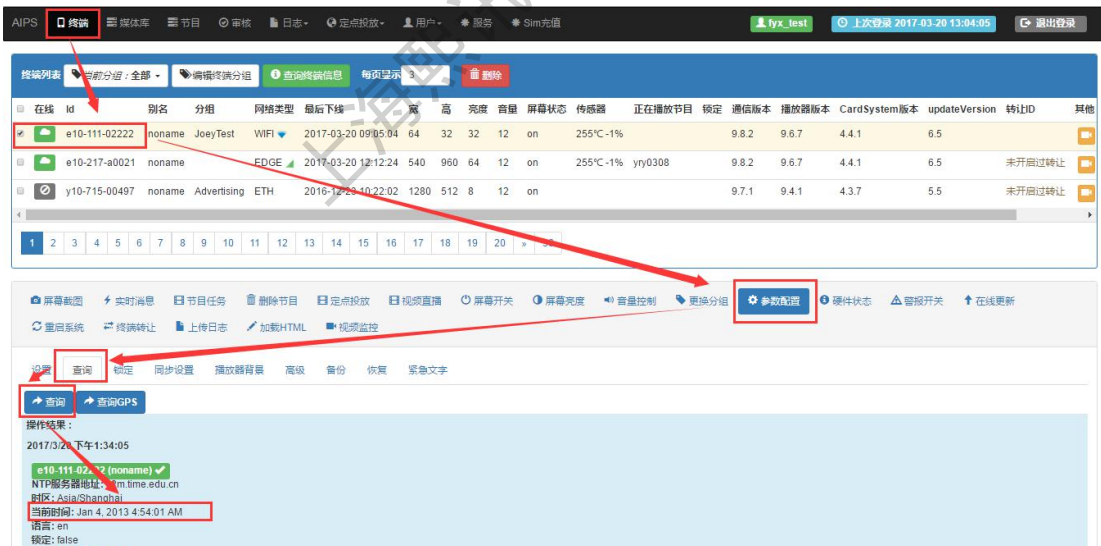 AIPS 终端 媒体库 节目 审核 日志 定点投放 用户 服务 Sim充值 fyx_test 上次登录 2017-03-20 13:04:05 退出登录
终端列表 当前分组：全部 编辑终端分组 查询终端信息 每页显示 3 删除
在线 Id 别名 分组 网络类型 最后下线 宽 高 亮度 音量 屏幕状态 传感器 正在播放节目 锁定 通信版本 播放器版本 CardSystem版本 updateVersion 转让ID 其他
e10-111-02222 noname JoeyTest WIFI 2017-03-20 09:05:04 64 32 32 12 on 255℃-1% 9.8.2 9.6.7 4.4.1 6.5
e10-217-a0021 noname EDGE 2017-03-20 12:12:24 540 960 64 12 on 255℃-1% yry0308 9.8.2 9.6.7 4.4.1 6.5 未开启过转让
y10-715-00497 noname Advertising ETH 2016-12-23 10:22:02 1280 512 8 12 on 9.7.1 9.4.1 4.3.7 5.5 未开启过转让
1 2 3 4 5 6 7 8 9 10 11 12 13 14 15 16 17 18 19 20 »
屏幕截图 实时消息 节目任务 删除节目 定点投放 视频直播 屏幕开关 屏幕亮度 音量控制 更换分组 参数配置 硬件状态 警报开关 在线更新
重启系统 终端转让 上传日志 加载HTML 视频监控
设置 查询 锁定 同步设置 播放器背景 高级 备份 恢复 紧急文字
查询 查询GPS
操作结果：
2017/3/20 下午1:34:05
e10-111-02222 (noname)
NTP服务器地址: time.edu.cn
时区: Asia/Shanghai
当前时间: Jan 4, 2013 4:54:01 AM
语言: en
锁定: false
上海熙